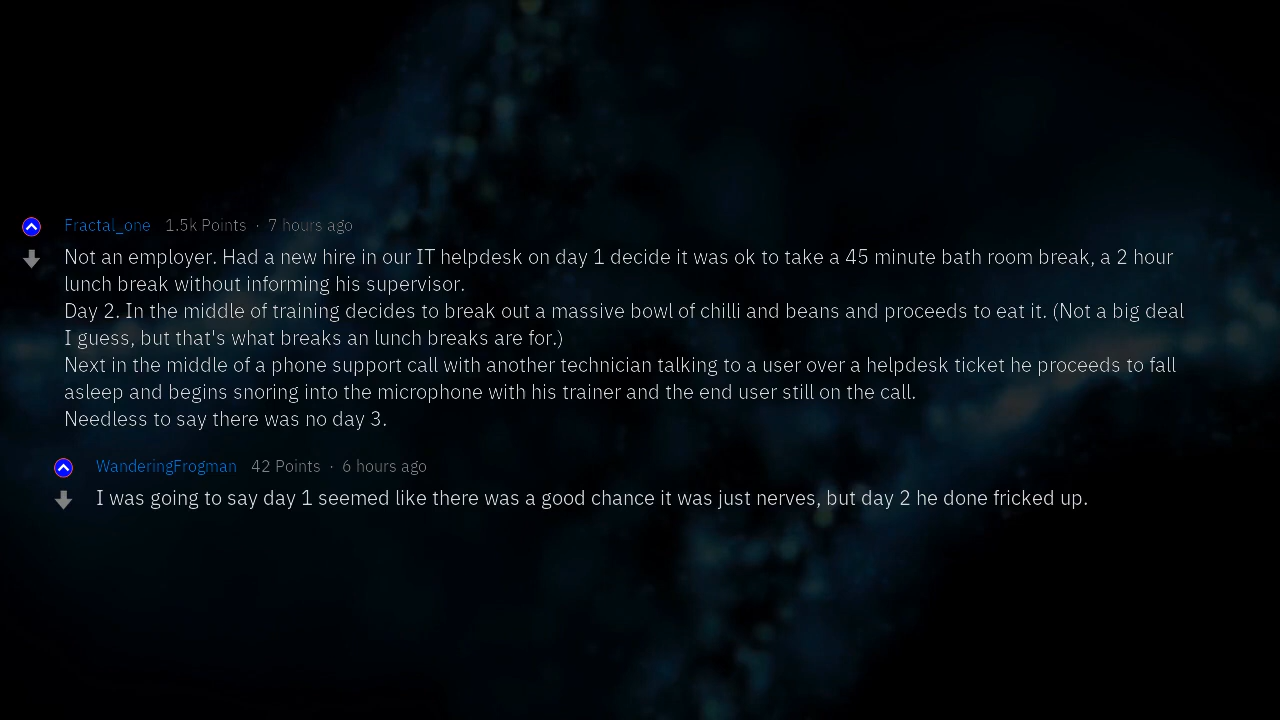 Fractal_one 1.5k Points · 7 hours ago
Not an employer. Had a new hire in our IT helpdesk on day 1 decide it was ok to take a 45 minute bath room break, a 2 hour
lunch break without informing his supervisor.
Day 2. In the middle of training decides to break out a massive bowl of chilli and beans and proceeds to eat it. (Not a big deal
I guess, but that's what breaks an lunch breaks are for.)
Next in the middle of a phone support call with another technician talking to a user over a helpdesk ticket he proceeds to fall
asleep and begins snoring into the microphone with his trainer and the end user still on the call.
Needless to say there was no day 3.
WanderingFrogman 42 Points · 6 hours ago
I was going to say day 1 seemed like there was a good chance it was just nerves, but day 2 he done fricked up.